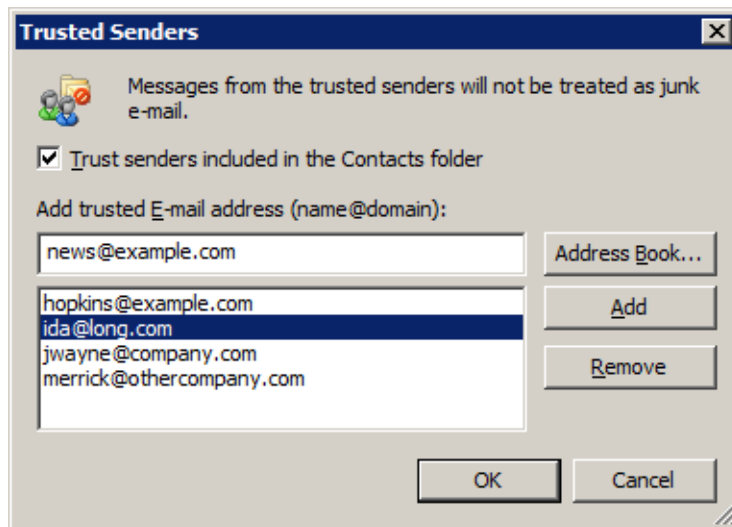 Trusted Senders
Messages from the trusted senders will not be treated as junk
e-mail.
Trust senders included in the Contacts folder
Add trusted E-mail address (name@domain):
news@example.com
Address Book...
hopkins@example.com
Add
ida@long.com
jwayne@company.com
Remove
merrick@othercompany.com
OK
Cancel